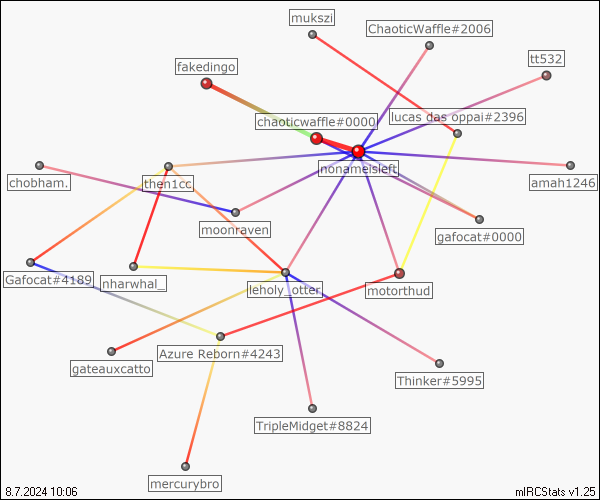 mukszi
ChaoticWaffle#2006
tt532
fakedingo
chaoticwaffle#0000
lucas das oppai#2396
nonameisleft
chobham.
then1cc
amah1246
moonraven
gafocat#0000
Gafocat#4189
nharwhal_
leholy_otter
motorthud
Azure Reborn#4243
gateauxcatto
Thinker#5995
TripleMidget#8824
mercurybro
8.7.2024 10:06
mIRCStats v1.25